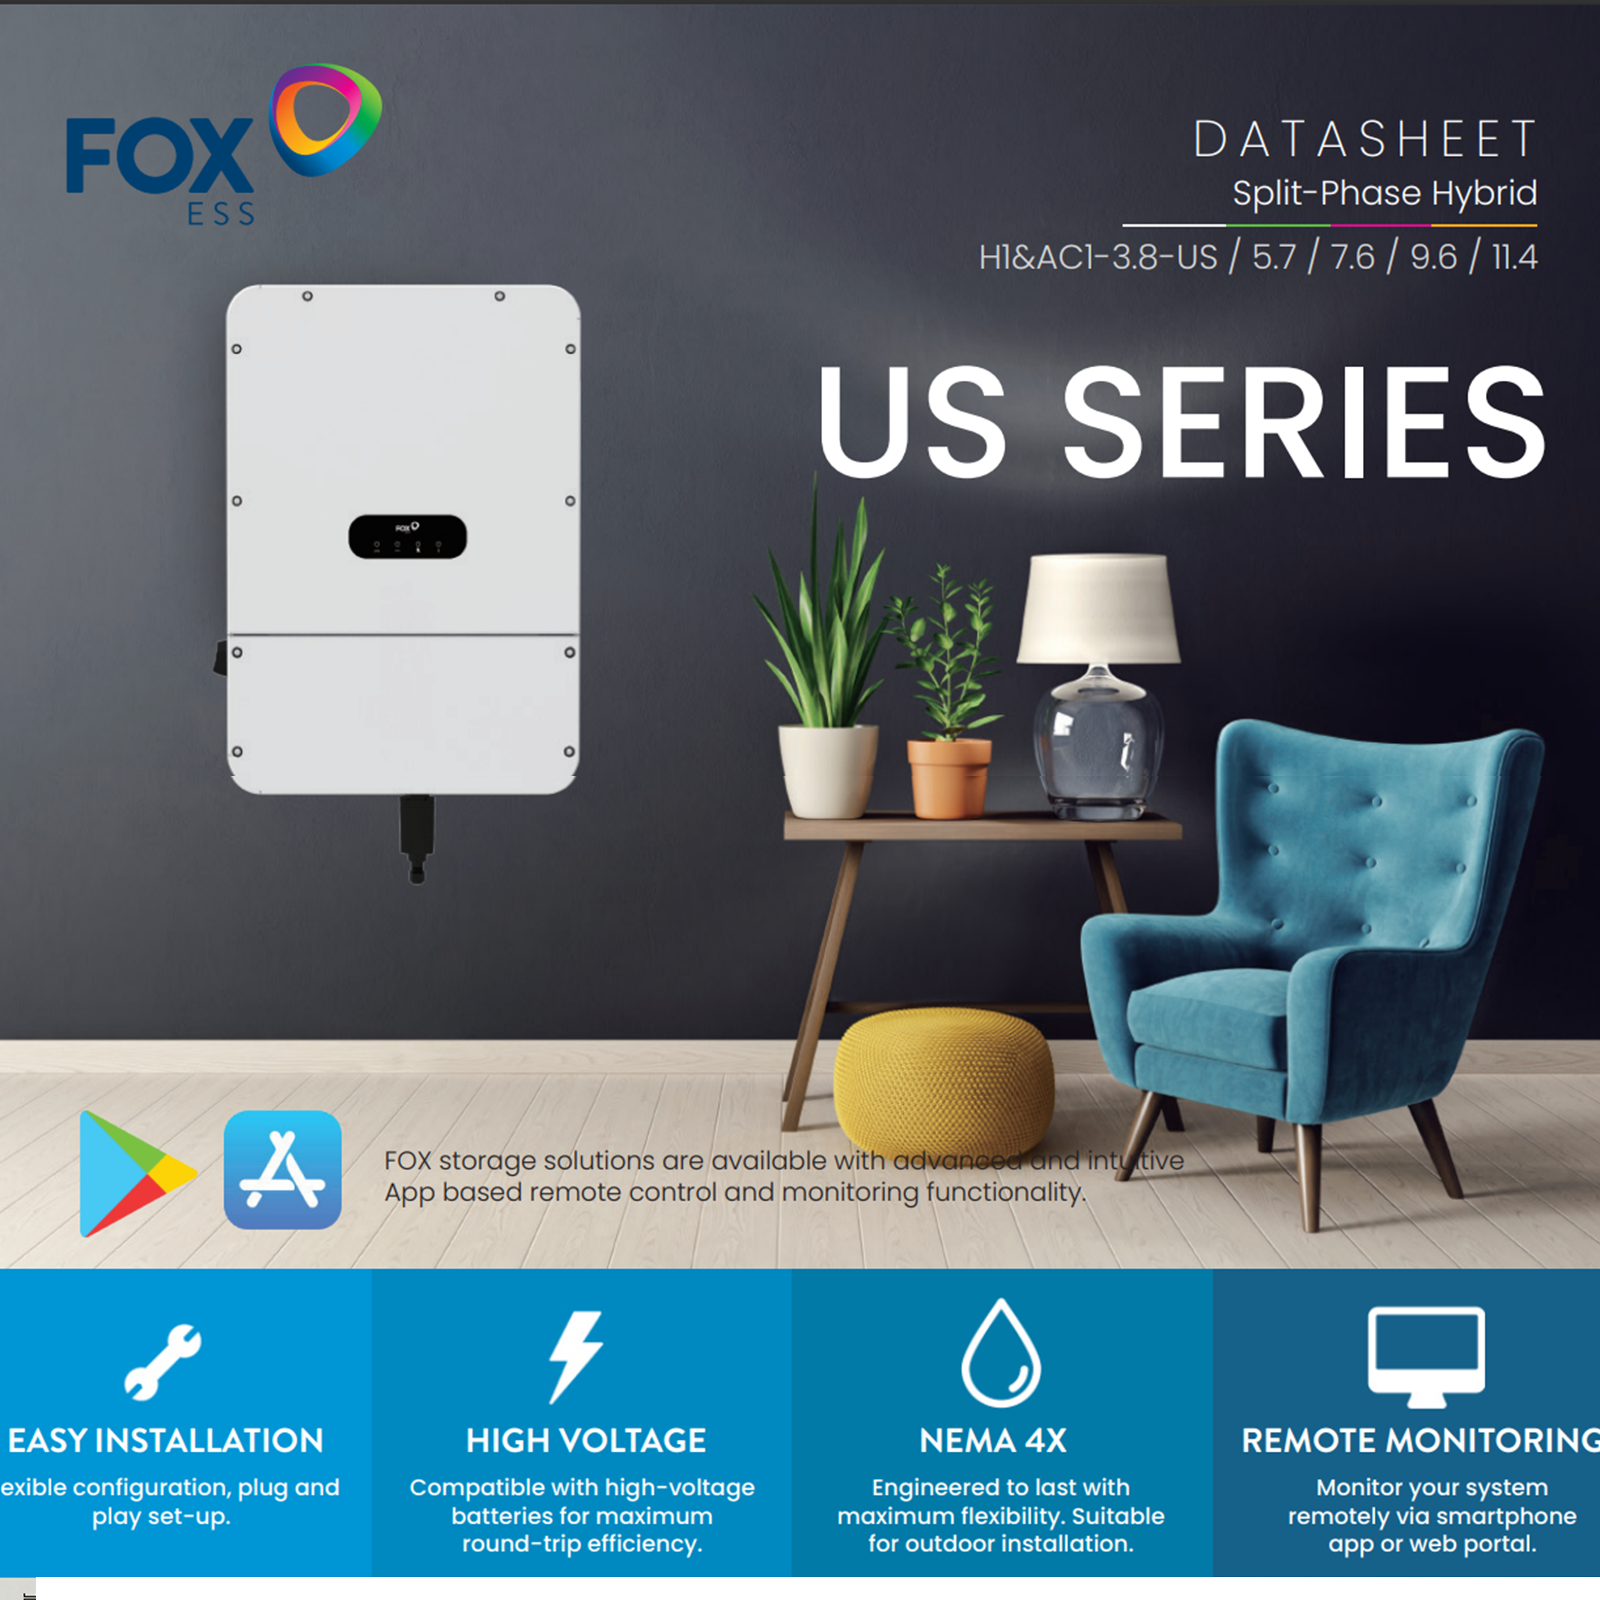 FOX
ESS
DATASHEET
Split-Phase Hybrid
H1&AC1-3.8-US / 5.7 / 7.6 / 9.6 / 11.4
US SERIES
FOX
FOX storage solutions are available with advanced and intuitive
App based remote control and monitoring functionality.
EASY INSTALLATION
exible configuration, plug and
play set-up.
HIGH VOLTAGE
Compatible with high-voltage
batteries for maximum
round-trip efficiency.
NEMA 4X
Engineered to last with
maximum flexibility. Suitable
for outdoor installation.
REMOTE MONITORING
Monitor your system
remotely via smartphone
app or web portal.